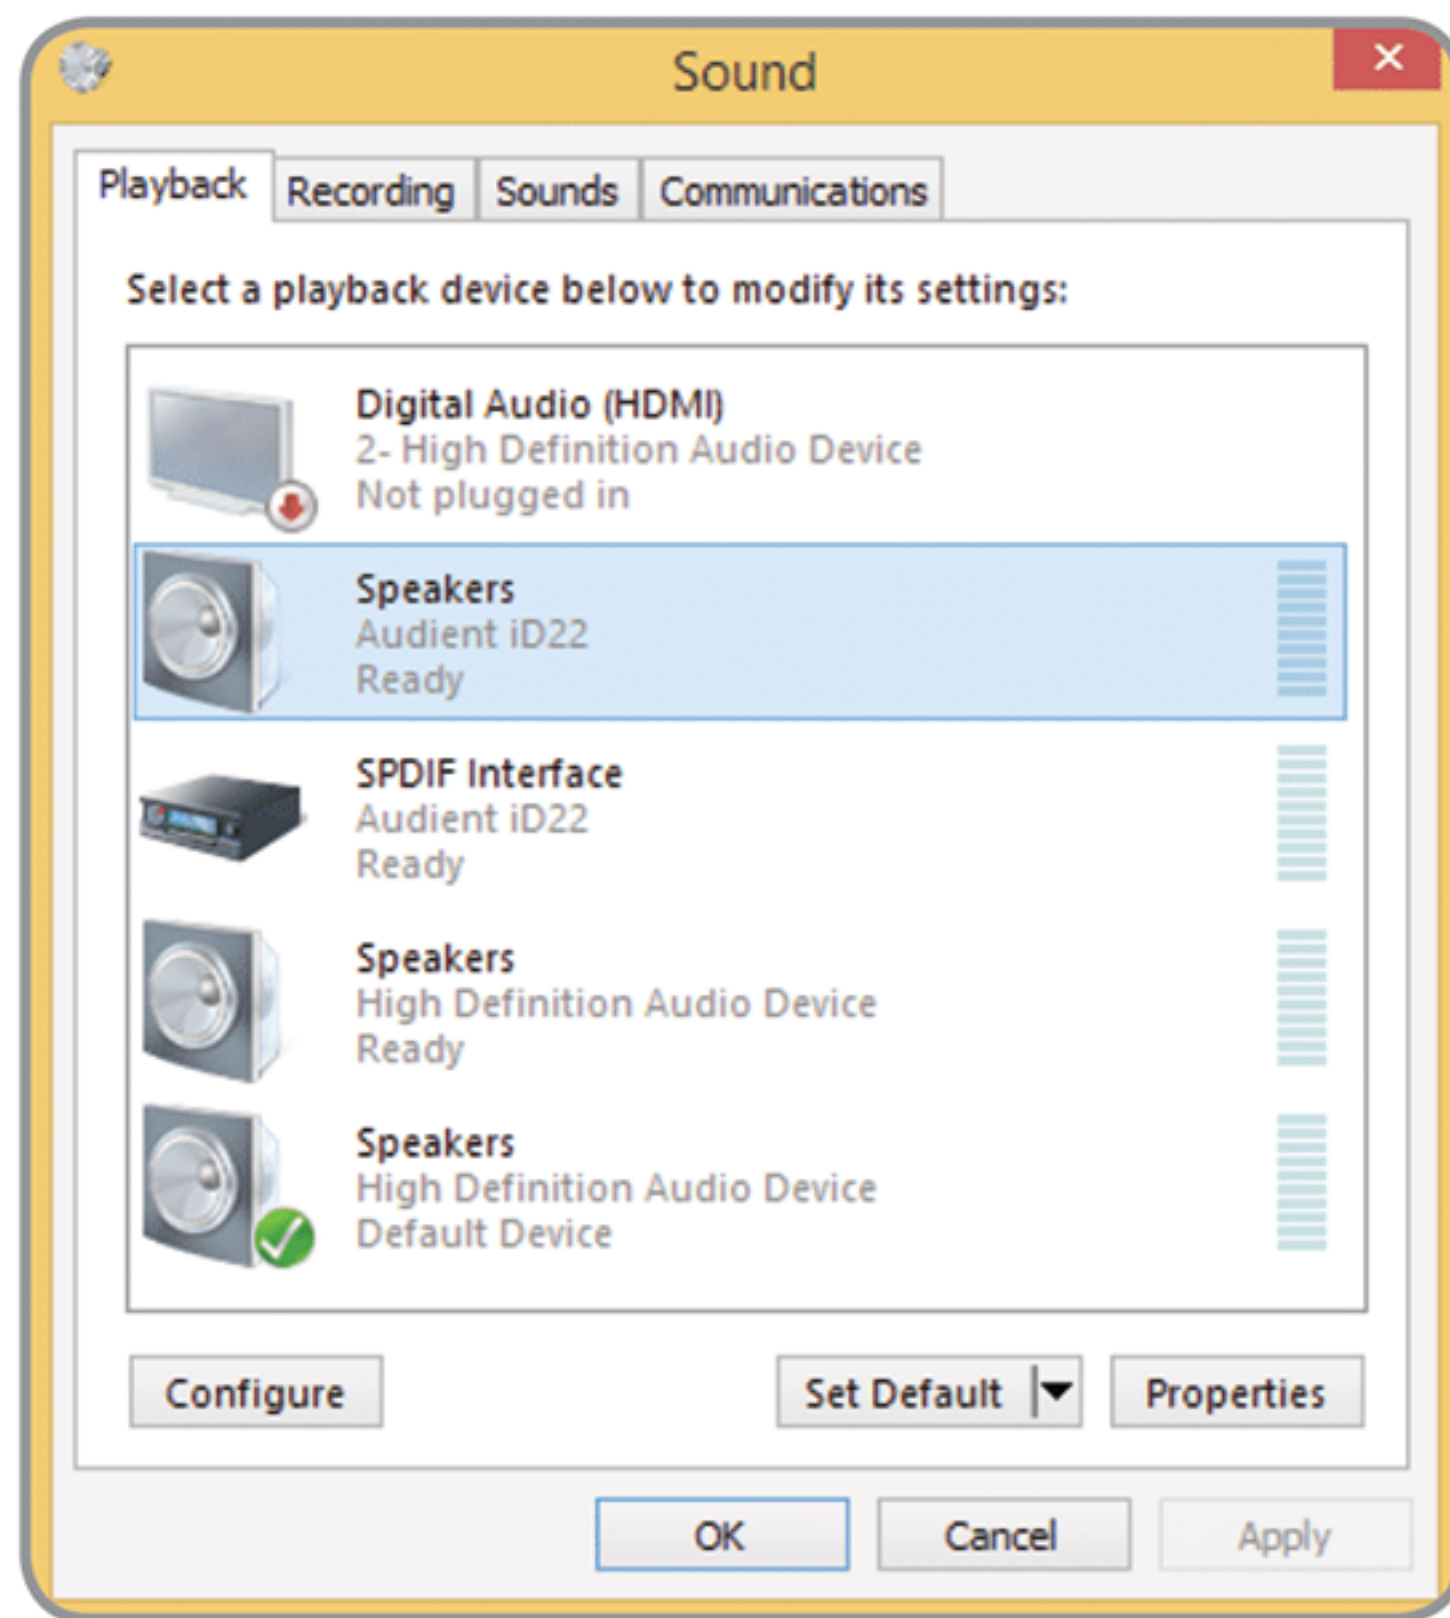 Sound
Playback
Recording
Sounds
Communications
Select a playback device below to modify its settings:
Digital Audio (HDMI)
2- High Definition Audio Device
Not plugged in
Speakers
Audient iD22
Ready
SPDIF Interface
Audient iD22
Ready
Speakers
High Definition Audio Device
Ready
Speakers
High Definition Audio Device
Default Device
Configure
Set Default
Properties
OK
Cancel
Apply